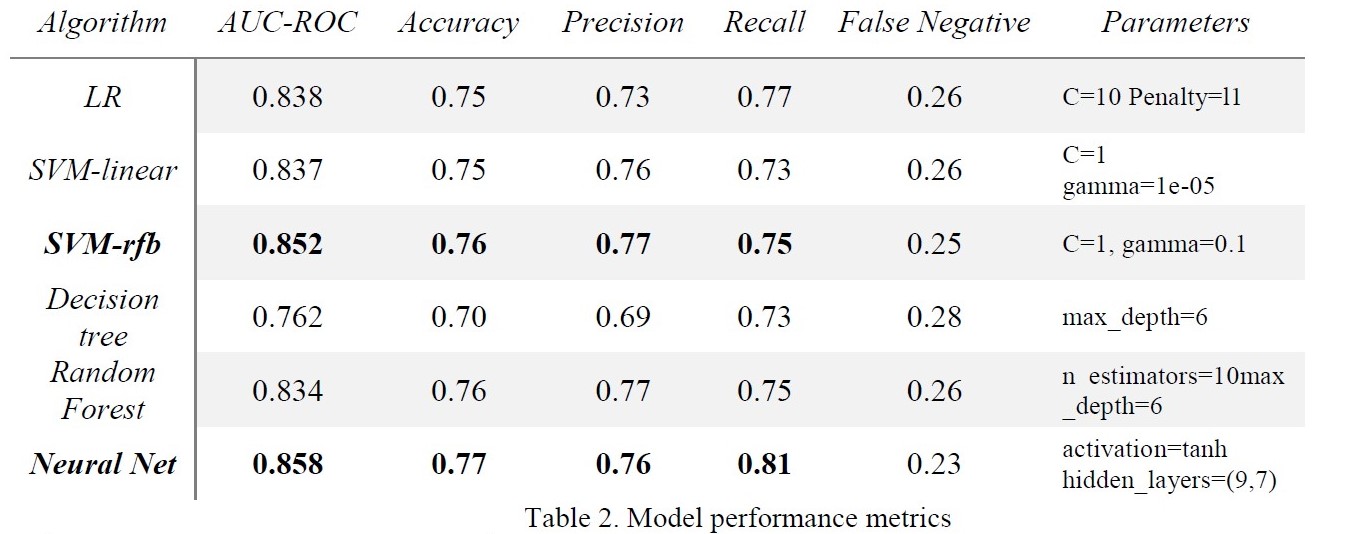 Algorithm AUC-ROC Accuracy Precision Recall False Negative Parameters
LR 0.838 0.75 0.73 0.77 0.26 C=10 Penalty=l1
SVM-linear 0.837 0.75 0.76 0.73 0.26 C=1
gamma=1e-05
SVM-rfb 0.852 0.76 0.77 0.75 0.25 C=1, gamma=0.1
Decision
tree 0.762 0.70 0.69 0.73 0.28 max_depth=6
Random
Forest 0.834 0.76 0.77 0.75 0.26 n_estimators=10max
_depth=6
Neural Net 0.858 0.77 0.76 0.81 0.23 activation=tanh
hidden_layers=(9,7)
Table 2. Model performance metrics